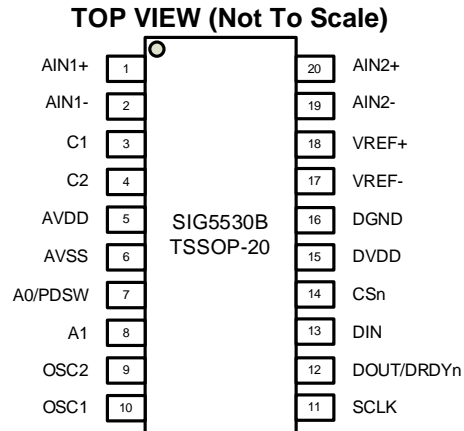 TOP VIEW (Not To Scale)
AIN1+ 1 20 AIN2+
AIN1- 2 19 AIN2-
C1 3 18 VREF+
C2 4 17 VREF-
AVDD 5 16 DGND
SIG5530B
AVSS 6 15 DVDD
TSSOP-20
A0/PDSW 7 14 CSn
A1 8 13 DIN
OSC2 9 12 DOUT/DRDYn
OSC1 10 11 SCLK